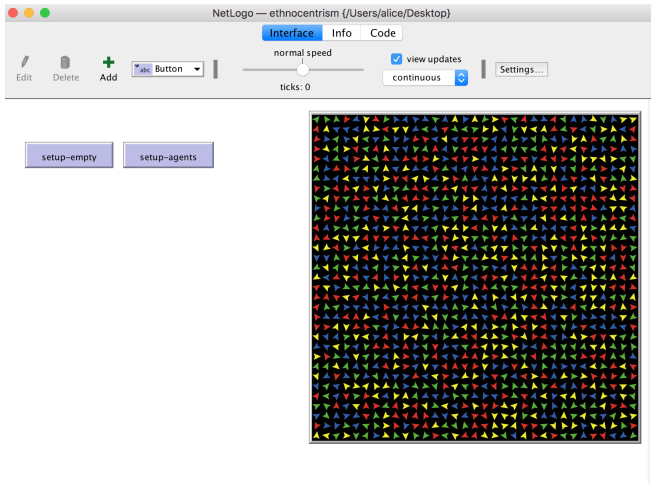 NetLogo — ethnocentrism {/Users/alice/Desktop}
Interface Info Code
normal speed
view updates
Edit Delete Add abc Button continuous Settings...
ticks: 0
setup-empty setup-agents